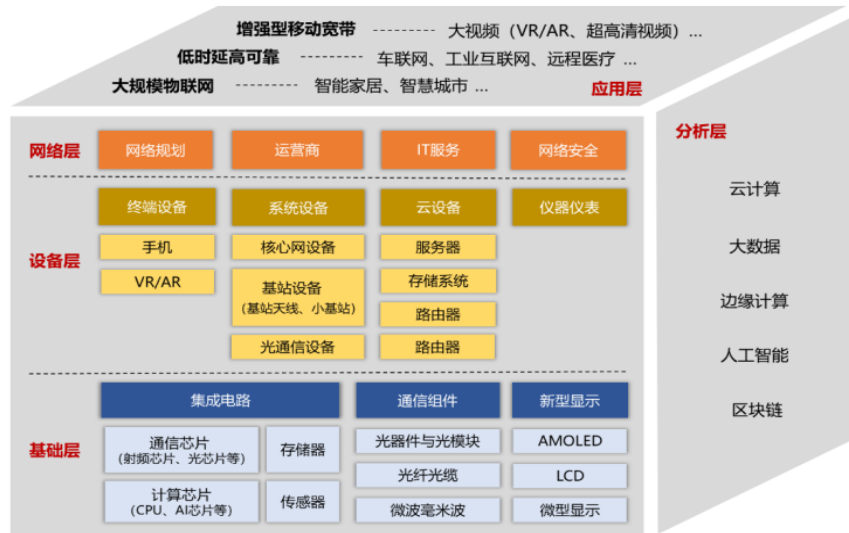 增强型移动宽带 --------- 大视频（VR/AR、超高清视频）...
低时延高可靠 --------- 车联网、工业互联网、远程医疗 ...
大规模物联网 --------- 智能家居、智慧城市 ...
应用层
网络层
网络规划
运营商
IT服务
网络安全
设备层
终端设备
系统设备
云设备
仪器仪表
手机
核心网设备
服务器
VR/AR
基站设备
（基站天线、小基站）
存储系统
路由器
光通信设备
路由器
基础层
集成电路
通信组件
新型显示
通信芯片
（射频芯片、光芯片等）
存储器
光器件与光模块
AMOLED
光纤光缆
LCD
计算芯片
（CPU、AI芯片等）
传感器
微波毫米波
微型显示
分析层
云计算
大数据
边缘计算
人工智能
区块链